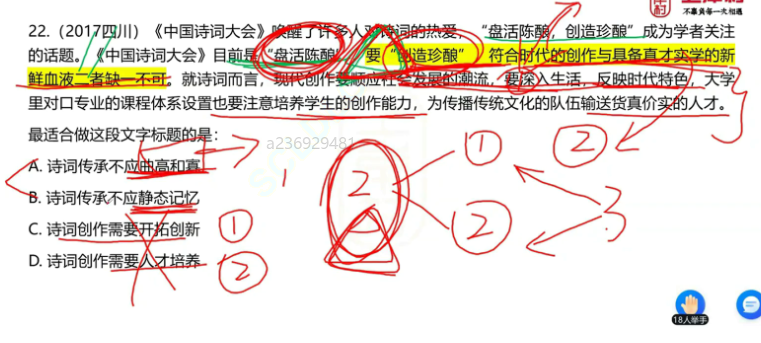 不辜负每一次相遇
22.（2017四川）《中国诗词大会》唤醒了许多人对诗词的热爱，“盘活陈酿，创造珍酿”成为学者关注
的话题。《中国诗词大会》目前是“盘活陈酿”，要“创造珍酿”，符合时代的创作与具备真才实学的新
鲜血液二者缺一不可。就诗词而言，现代创作要顺应社会发展的潮流，要深入生活，反映时代特色，大学
里对口专业的课程体系设置也要注意培养学生的创作能力，为传播传统文化的队伍输送货真价实的人才。
最适合做这段文字标题的是：
a236929481
A. 诗词传承不应曲高和寡
B. 诗词传承不应静态记忆
C. 诗词创作需要开拓创新 ①
D. 诗词创作需要人才培养 ②
1 2 ① ②
② 3
18人举手